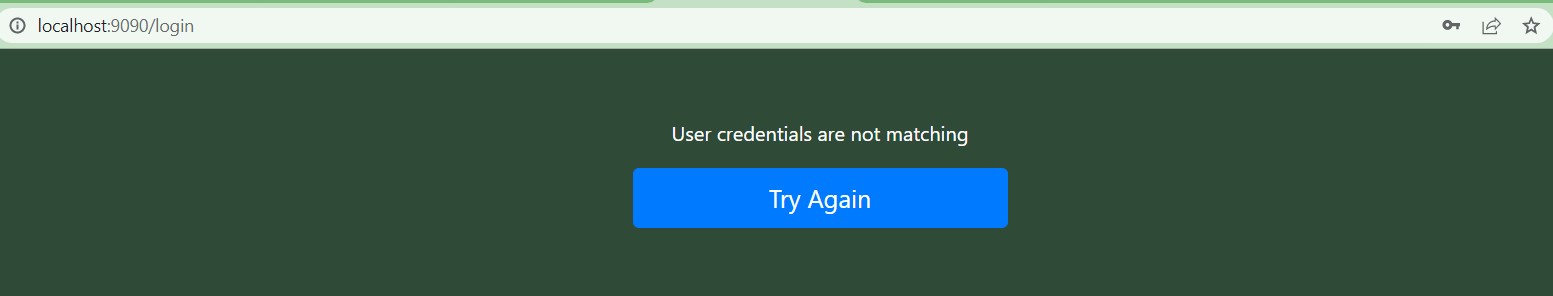 localhost:9090/login
User credentials are not matching
Try Again